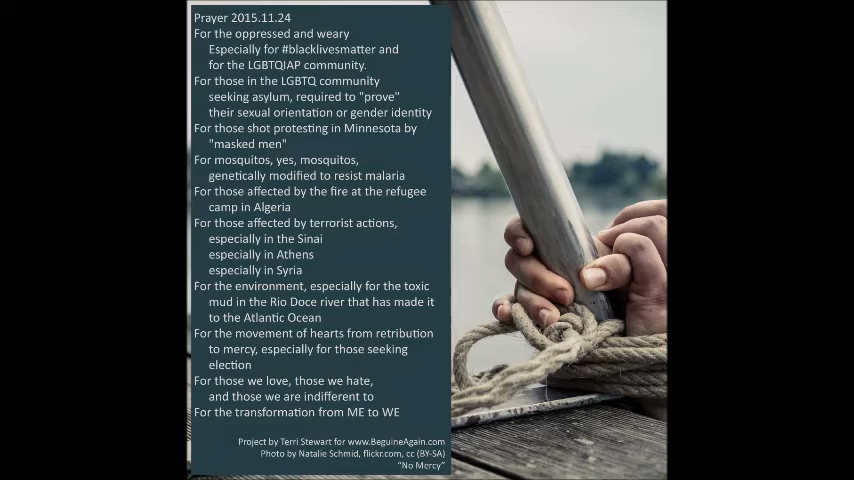 Prayer 2015.11.24
For the oppressed and weary
Especially for #blacklivesmatter and
for the LGBTQIAP community.
For those in the LGBTQ community
seeking asylum, required to "prove"
their sexual orientation or gender identity
For those shot protesting in Minnesota by
"masked men"
For mosquitos, yes, mosquitos,
genetically modified to resist malaria
For those affected by the fire at the refugee
camp in Algeria
For those affected by terrorist actions,
especially in the Sinai
especially in Athens
especially in Syria
For the environment, especially for the toxic
mud in the Rio Doce river that has made it
to the Atlantic Ocean
For the movement of hearts from retribution
to mercy, especially for those seeking
election
For those we love, those we hate,
and those we are indifferent to
For the transformation from ME to WE
Project by Terri Stewart for www.BeguineAgain.com
Photo by Natalie Schmid, flickr.com, cc (BY-SA)
“No Mercy”